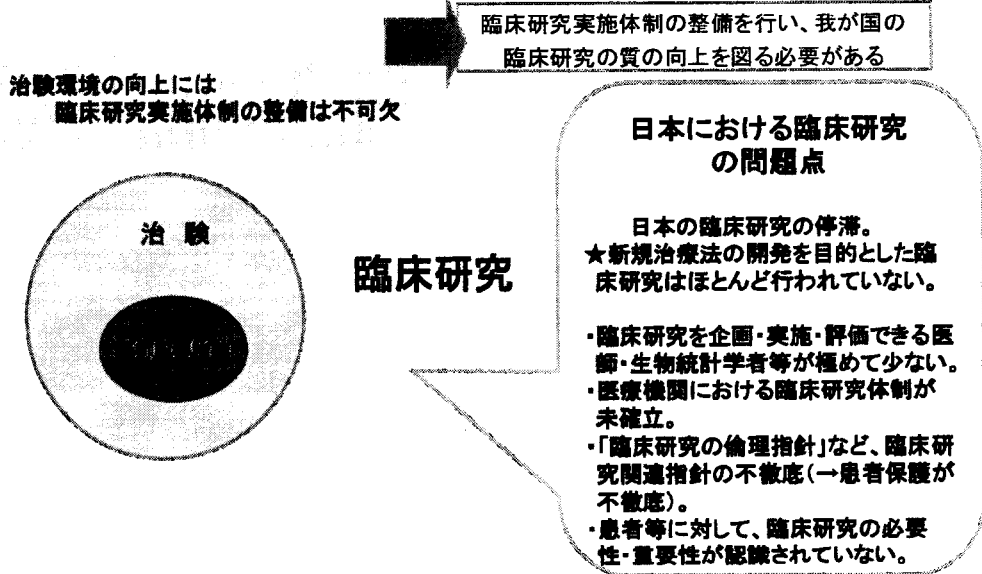 臨床研究実施体制の整備を行い、我が国の
臨床研究の質の向上を図る必要がある
治験環境の向上には
臨床研究実施体制の整備は不可欠
治 験
臨床研究
日本における臨床研究
の問題点
日本の臨床研究の停滞。
★新規治療法の開発を目的とした臨
床研究はほとんど行われていない。
・臨床研究を企画・実施・評価できる医
師・生物統計学者等が極めて少ない。
・医療機関における臨床研究体制が
未確立。
・「臨床研究の倫理指針」など、臨床研
究関連指針の不徹底(→患者保護が
不徹底)。
・患者等に対して、臨床研究の必要
性・重要性が認識されていない。